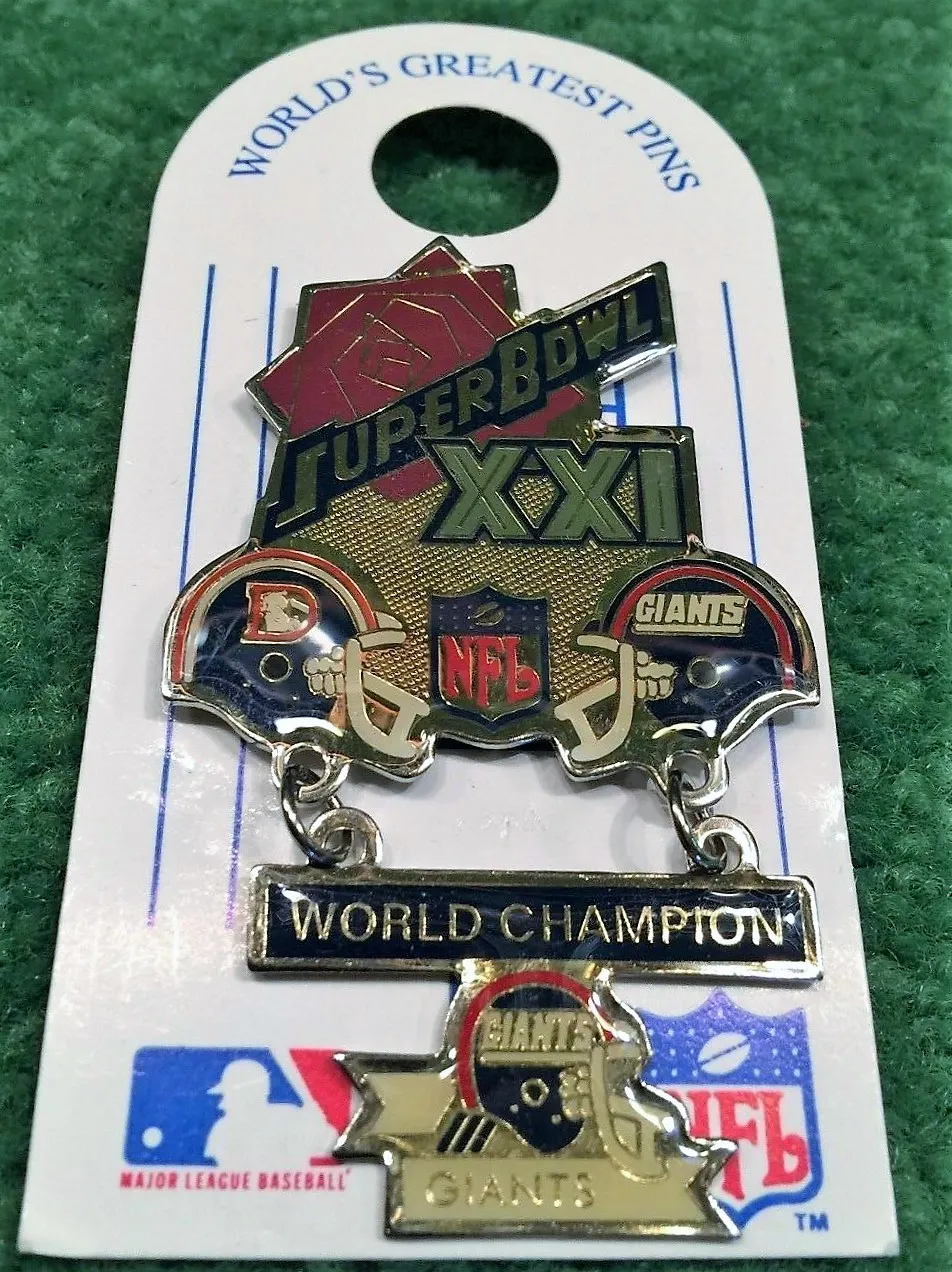 WORLD'S GREATEST PINS
SUPER BOWL
XXI
D
GIANTS
NFL
WORLD CHAMPION
GIANTS
GIANTS
MAJOR LEAGUE BASEBALL
NFL
TM